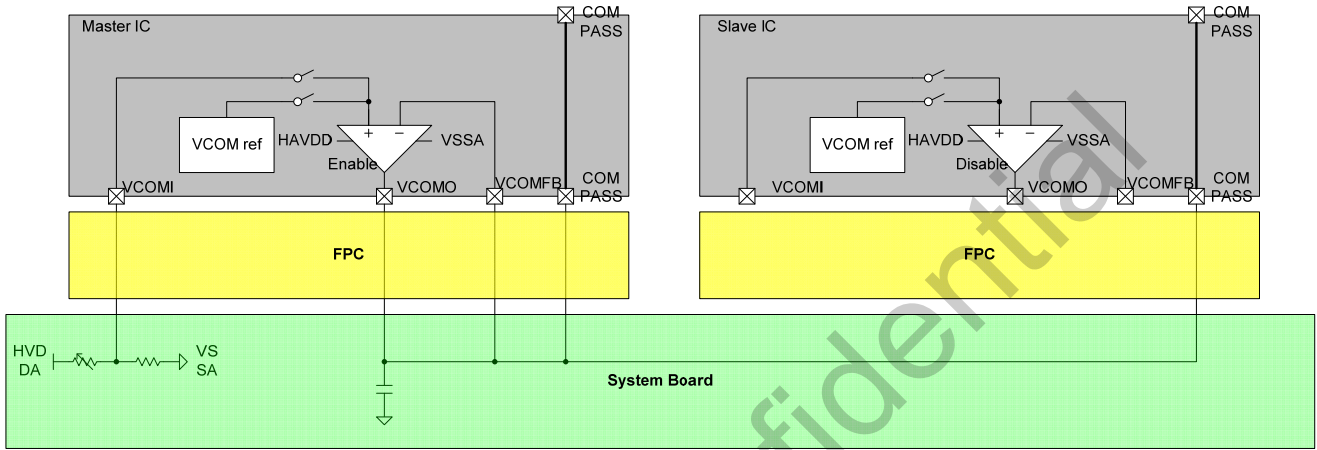 Master IC
COM
PASS
VCOM ref
HAVDD
+
−
VSSA
Enable
VCOMI
VCOMO
VCOMFB
COM
PASS
FPC
Slave IC
COM
PASS
VCOM ref
HAVDD
+
−
VSSA
Disable
VCOMI
VCOMO
VCOMFB
COM
PASS
FPC
HVD
DA
VS
SA
System Board
fidential